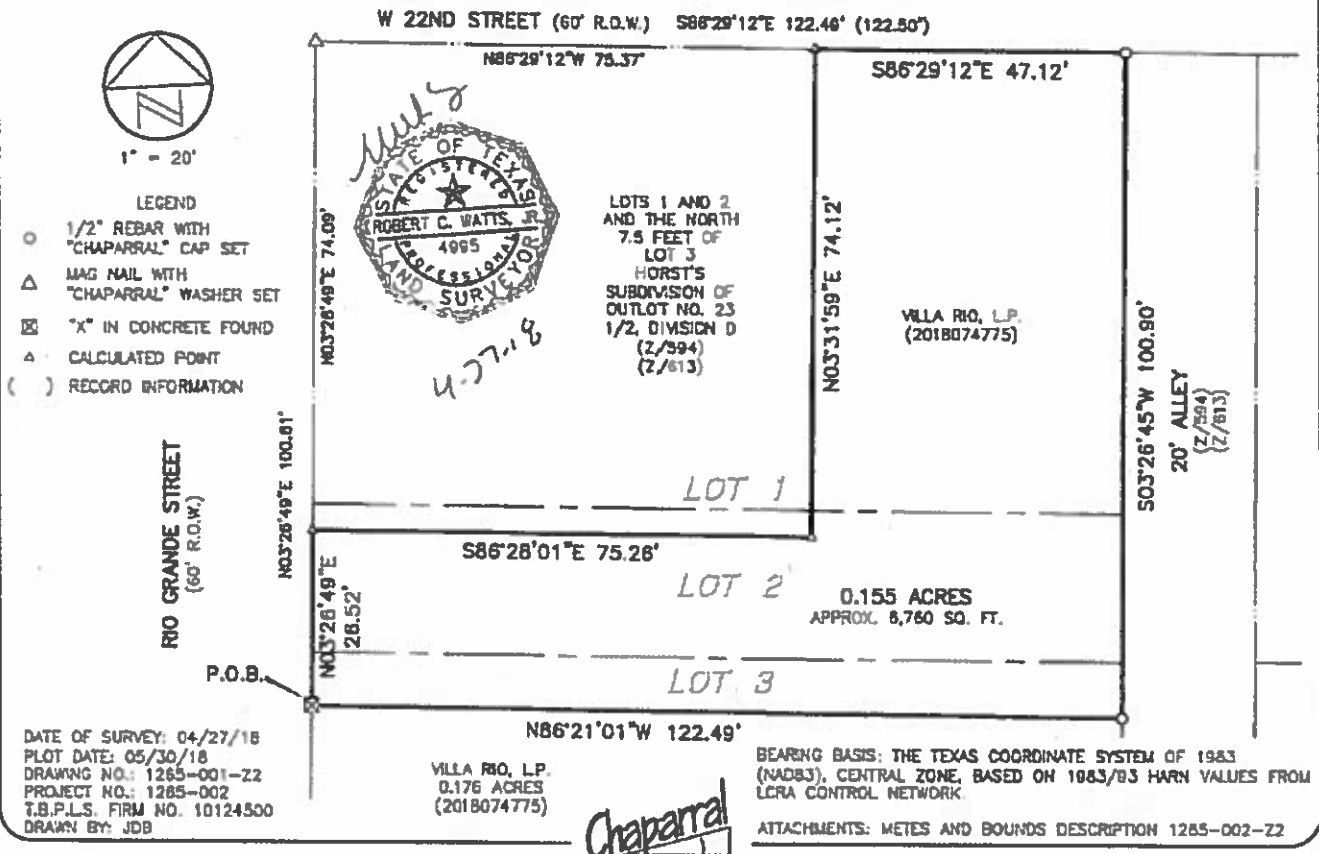 W 22ND STREET (60' R.O.W.) S86°29'12"E 122.49' (122.50')
N86°29'12"W 75.37'
S86°29'12"E 47.12'
1" = 20'
LEGEND
1/2" REBAR WITH
"CHAPARRAL" CAP SET
MAG NAIL WITH
"CHAPARRAL" WASHER SET
"X" IN CONCRETE FOUND
CALCULATED POINT
( ) RECORD INFORMATION
N03°26'49"E 74.09'
STATE OF TEXAS
REGISTERED
ROBERT C. WATTS, JR.
4995
PROFESSIONAL
LAND SURVEYOR
4-27-18
LOTS 1 AND 2
AND THE NORTH
7.5 FEET OF
LOT 3
HORST'S
SUBDIVISION OF
OUTLOT NO. 23
1/2, DIVISION D
(Z/594)
(Z/613)
N03°31'59"E 74.12'
VILLA RIO, L.P.
(2018074775)
S03°26'45"W 100.90'
20' ALLEY
(Z/594)
(Z/613)
RIO GRANDE STREET
(60' R.O.W.)
N03°26'49"E 100.61'
LOT 1
S86°28'01"E 75.26'
N03°26'49"E
26.52'
LOT 2
0.155 ACRES
APPROX. 6,760 SQ. FT.
P.O.B.
LOT 3
N86°21'01"W 122.49'
DATE OF SURVEY: 04/27/18
PLOT DATE: 05/30/18
DRAWING NO.: 1265-001-Z2
PROJECT NO.: 1265-002
T.B.P.L.S. FIRM NO. 10124500
DRAWN BY: JDB
VILLA RIO, L.P.
0.176 ACRES
(2018074775)
Chaparral
BEARING BASIS: THE TEXAS COORDINATE SYSTEM OF 1983
(NAD83), CENTRAL ZONE, BASED ON 1983/93 HARN VALUES FROM
LCRA CONTROL NETWORK.
ATTACHMENTS: METES AND BOUNDS DESCRIPTION 1265-002-Z2